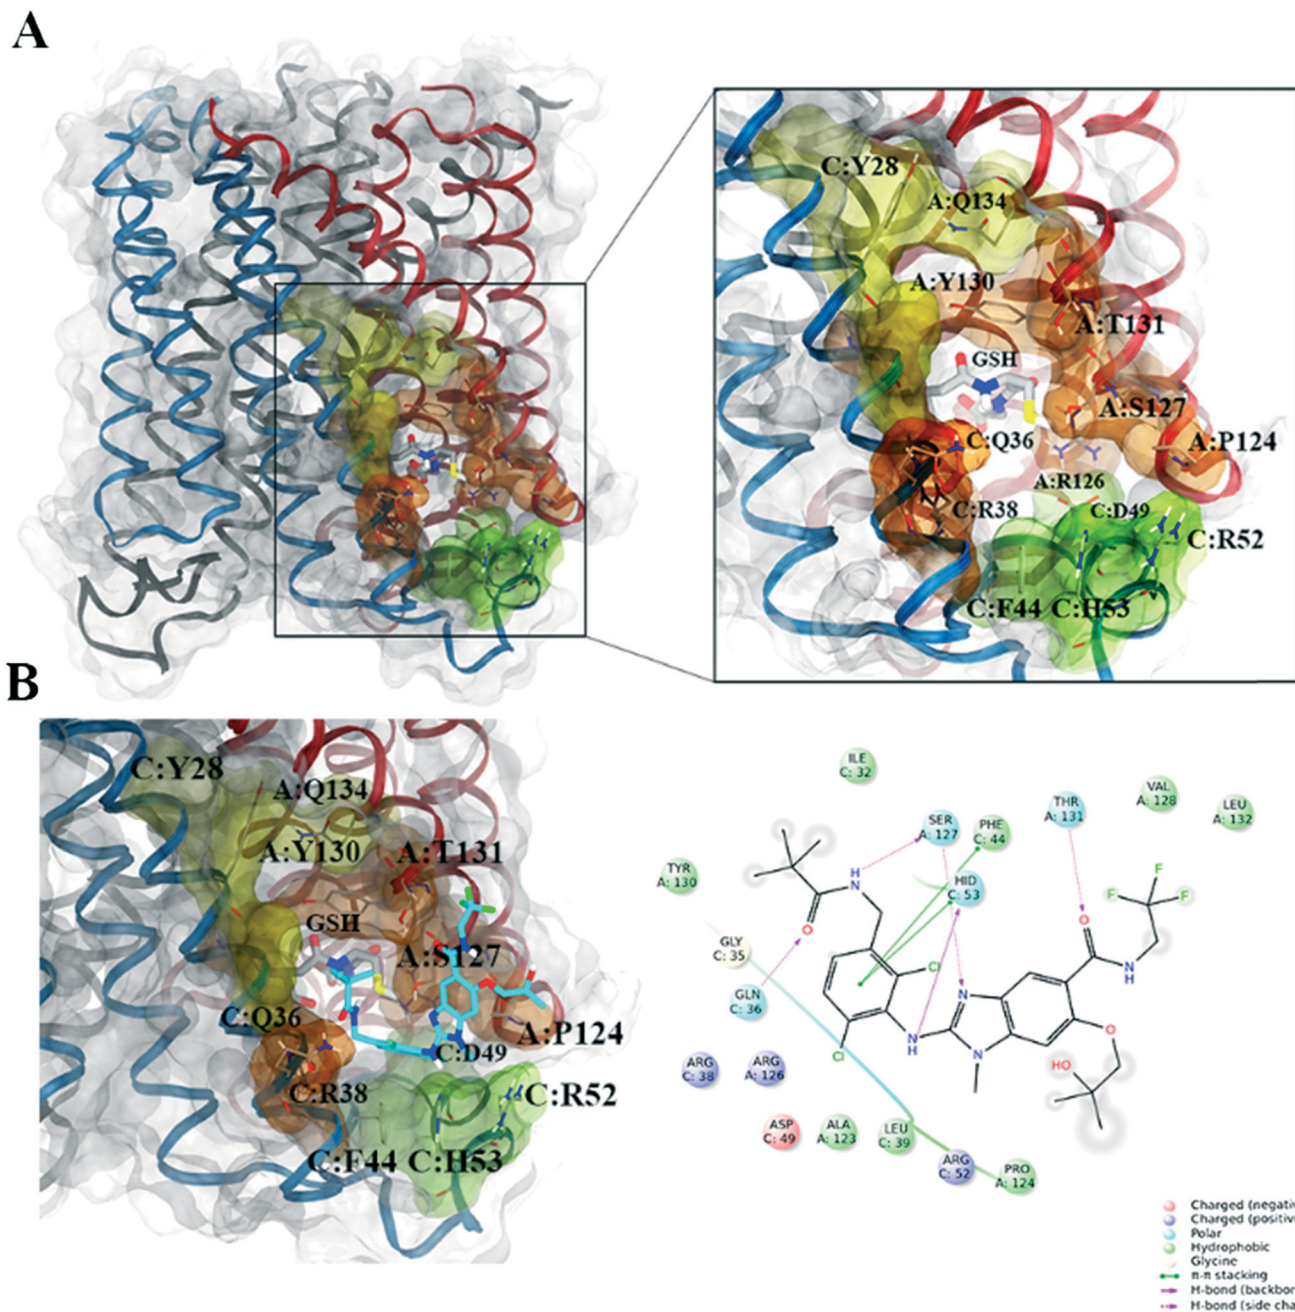 A
C:Y28
A:Q134
A:Y130
A:T131
GSH
A:S127
C:Q36
A:P124
A:R126
C:R38
C:D49
C:R52
C:F44 C:H53
B
C:Y28
A:Q134
A:Y130
A:T131
GSH
A:S127
C:Q36
A:P124
C:D49
C:R38
C:R52
C:F44 C:H53
ILE
C: 32
SER
A: 127
PHE
C: 44
THR
A: 131
VAL
A: 128
LEU
A: 132
TYR
A: 130
HID
C: 53
N
H
F
F
F
O
O
GLY
C: 35
Cl
GLN
C: 36
N
N
H
Cl
N
H
N
O
HO
ARG
C: 38
ARG
A: 126
ASP
C: 49
ALA
A: 123
LEU
C: 39
ARG
C: 52
PRO
A: 124
Charged (negativ
Charged (positive
Polar
Hydrophobic
Glycine
π-π stacking
H-bond (backbon
H-bond (side cha